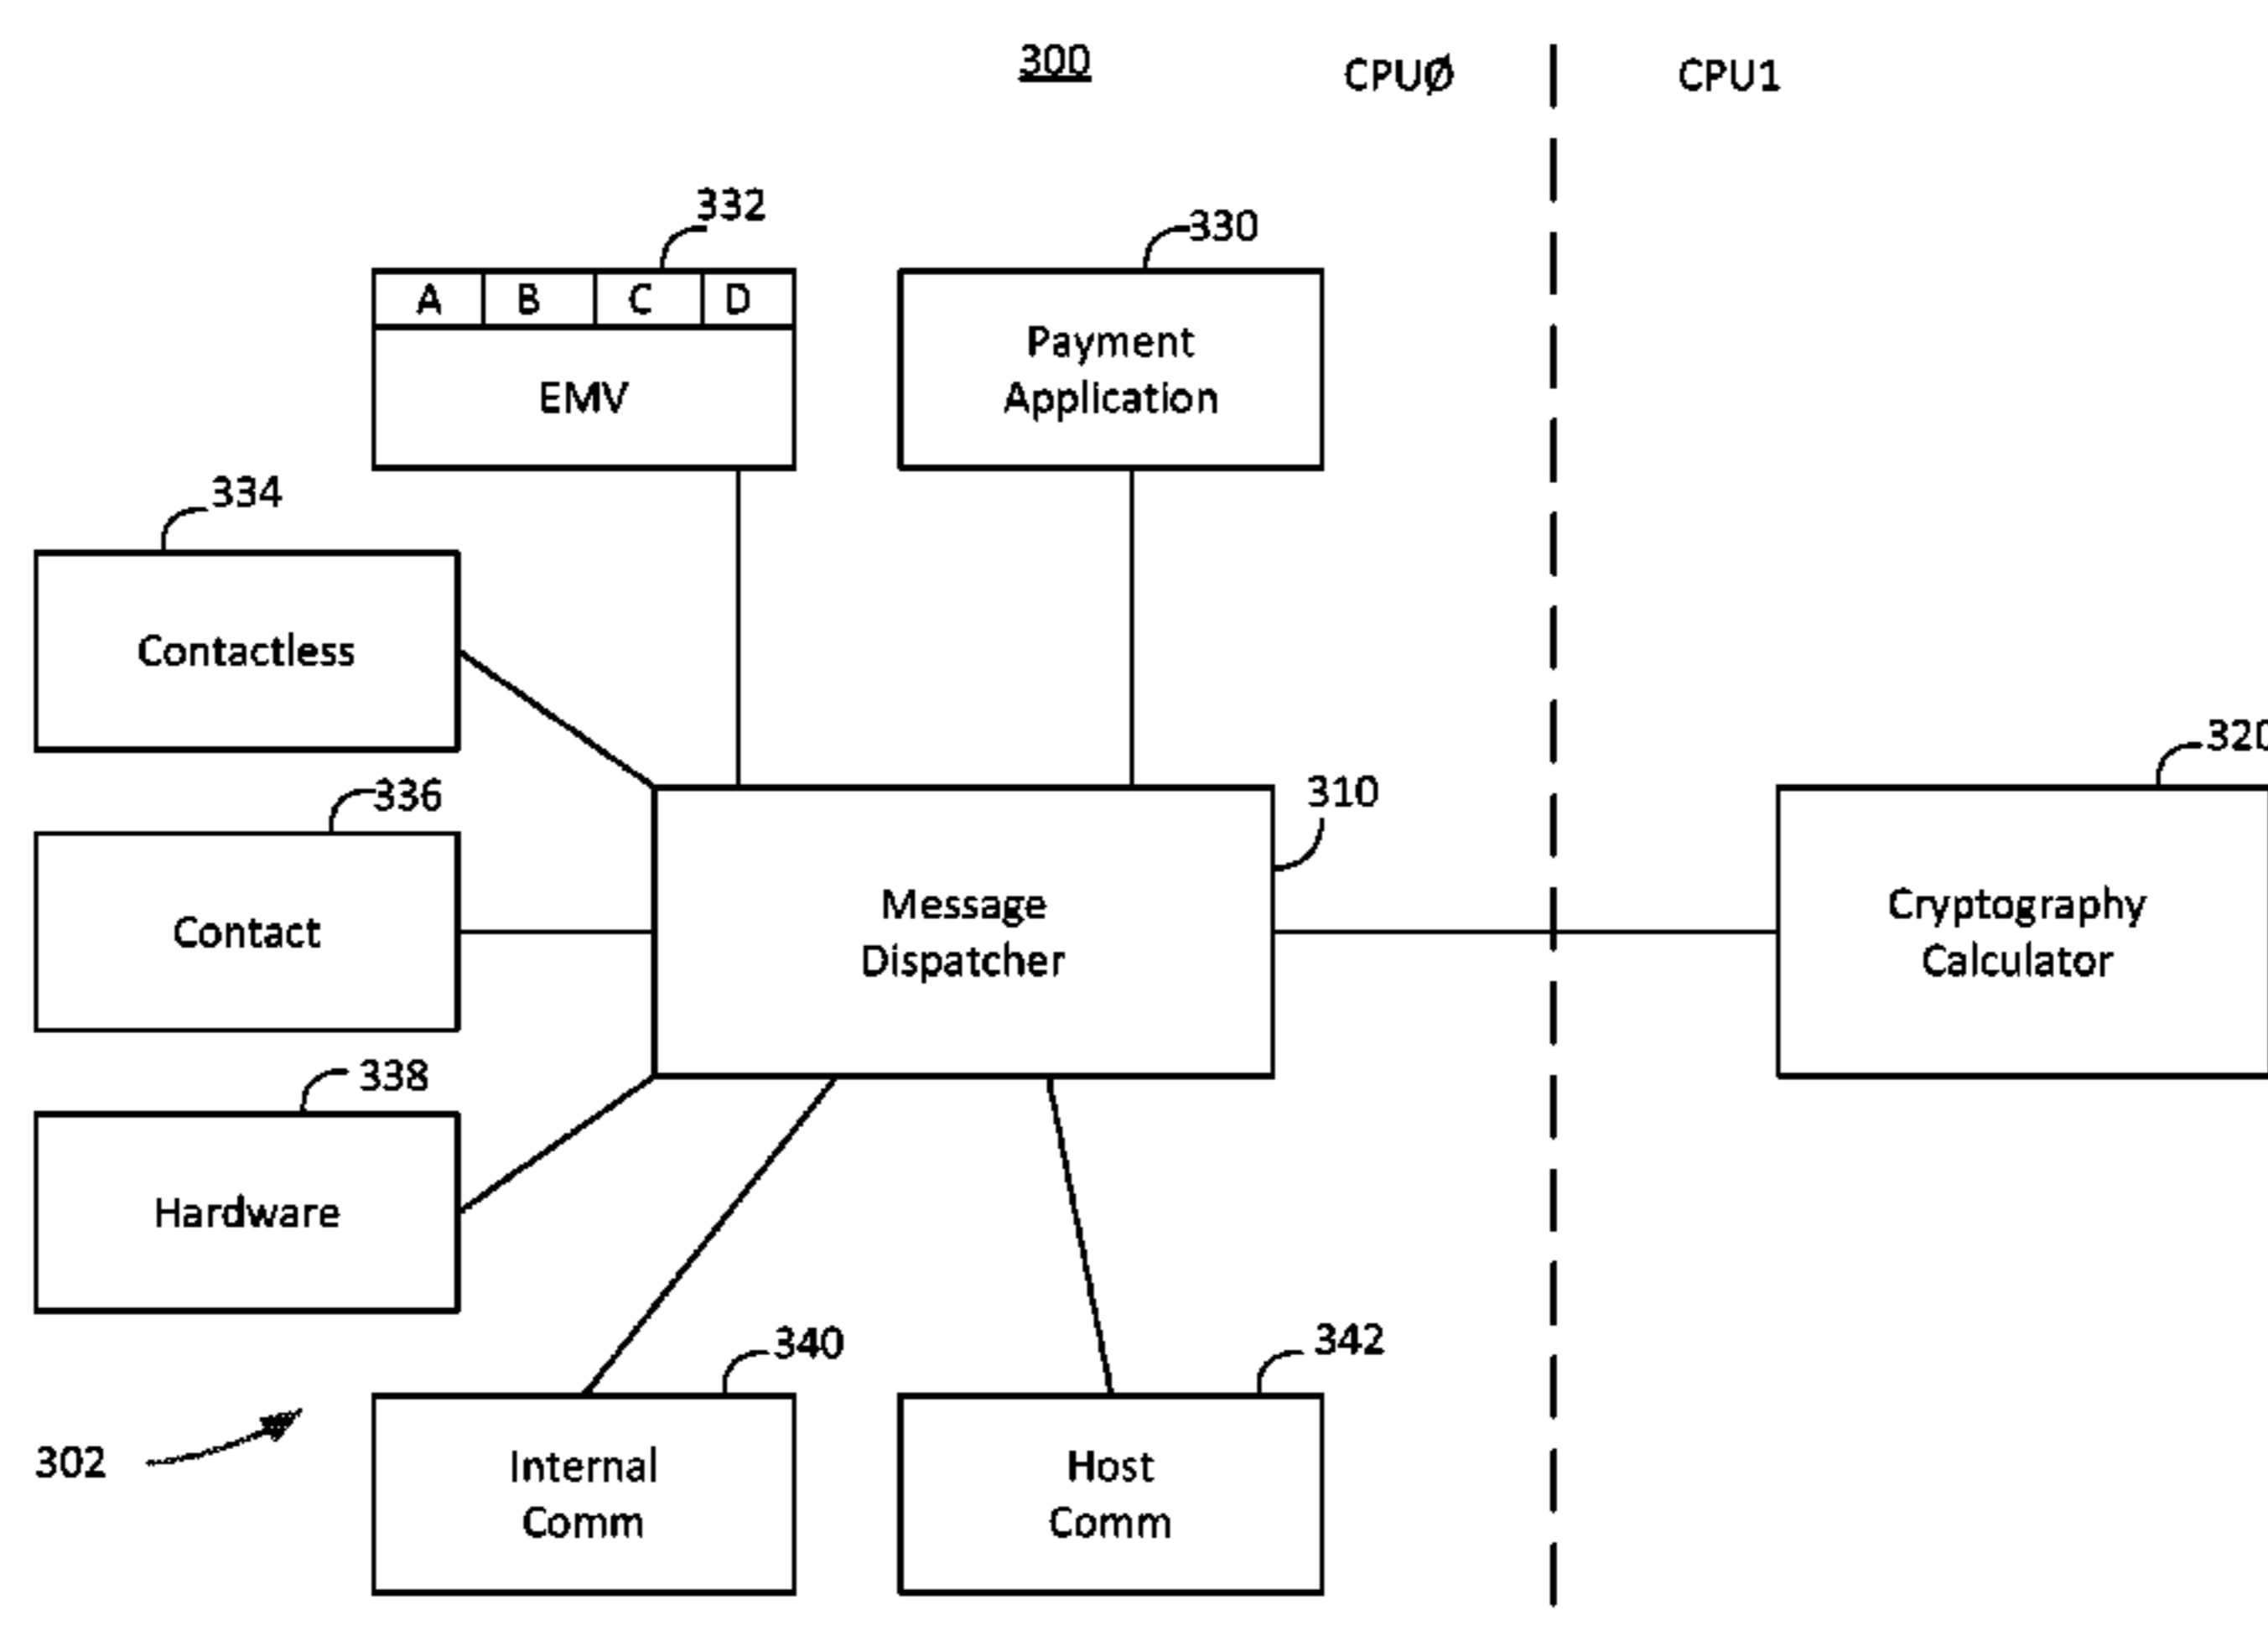 300
CPUØ
CPU1
332
330
A B C D
EMV
Payment
Application
334
Contactless
336
Contact
338
Hardware
310
Message
Dispatcher
320
Cryptography
Calculator
340
Internal
Comm
342
Host
Comm
302